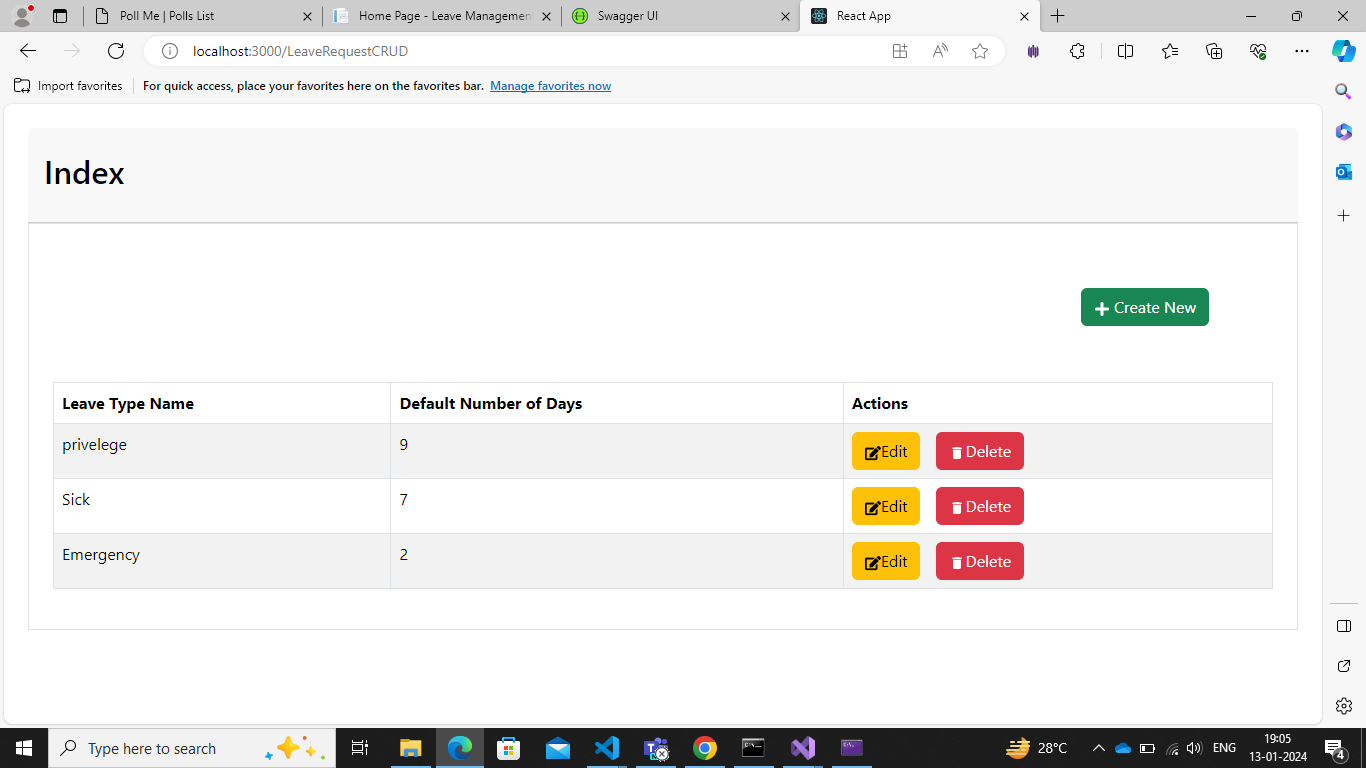 Poll Me | Polls List
Home Page - Leave Managemen
Swagger UI
React App
localhost:3000/LeaveRequestCRUD
Import favorites
For quick access, place your favorites here on the favorites bar. Manage favorites now
Index
Create New
Leave Type Name Default Number of Days Actions
privelege 9 Edit Delete
Sick 7 Edit Delete
Emergency 2 Edit Delete
Type here to search
28°C
ENG
19:05
13-01-2024
4